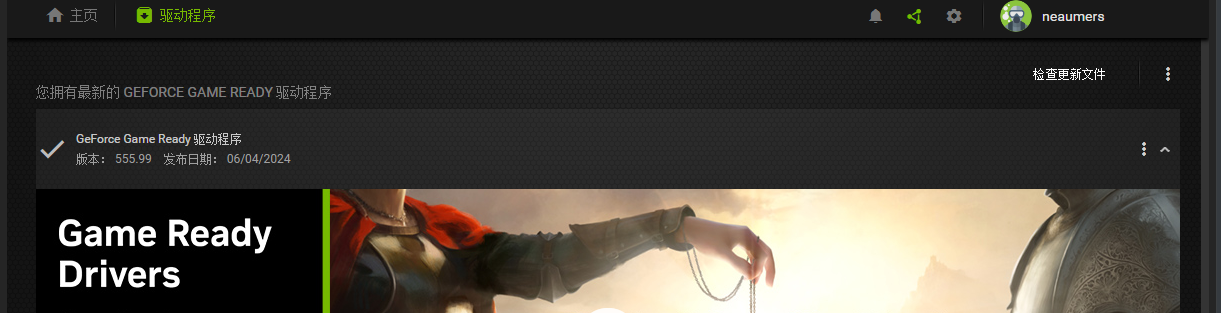 主页 驱动程序 neaumers
检查更新文件
您拥有最新的 GEFORCE GAME READY 驱动程序
GeForce Game Ready 驱动程序
版本： 555.99 发布日期： 06/04/2024
Game Ready
Drivers